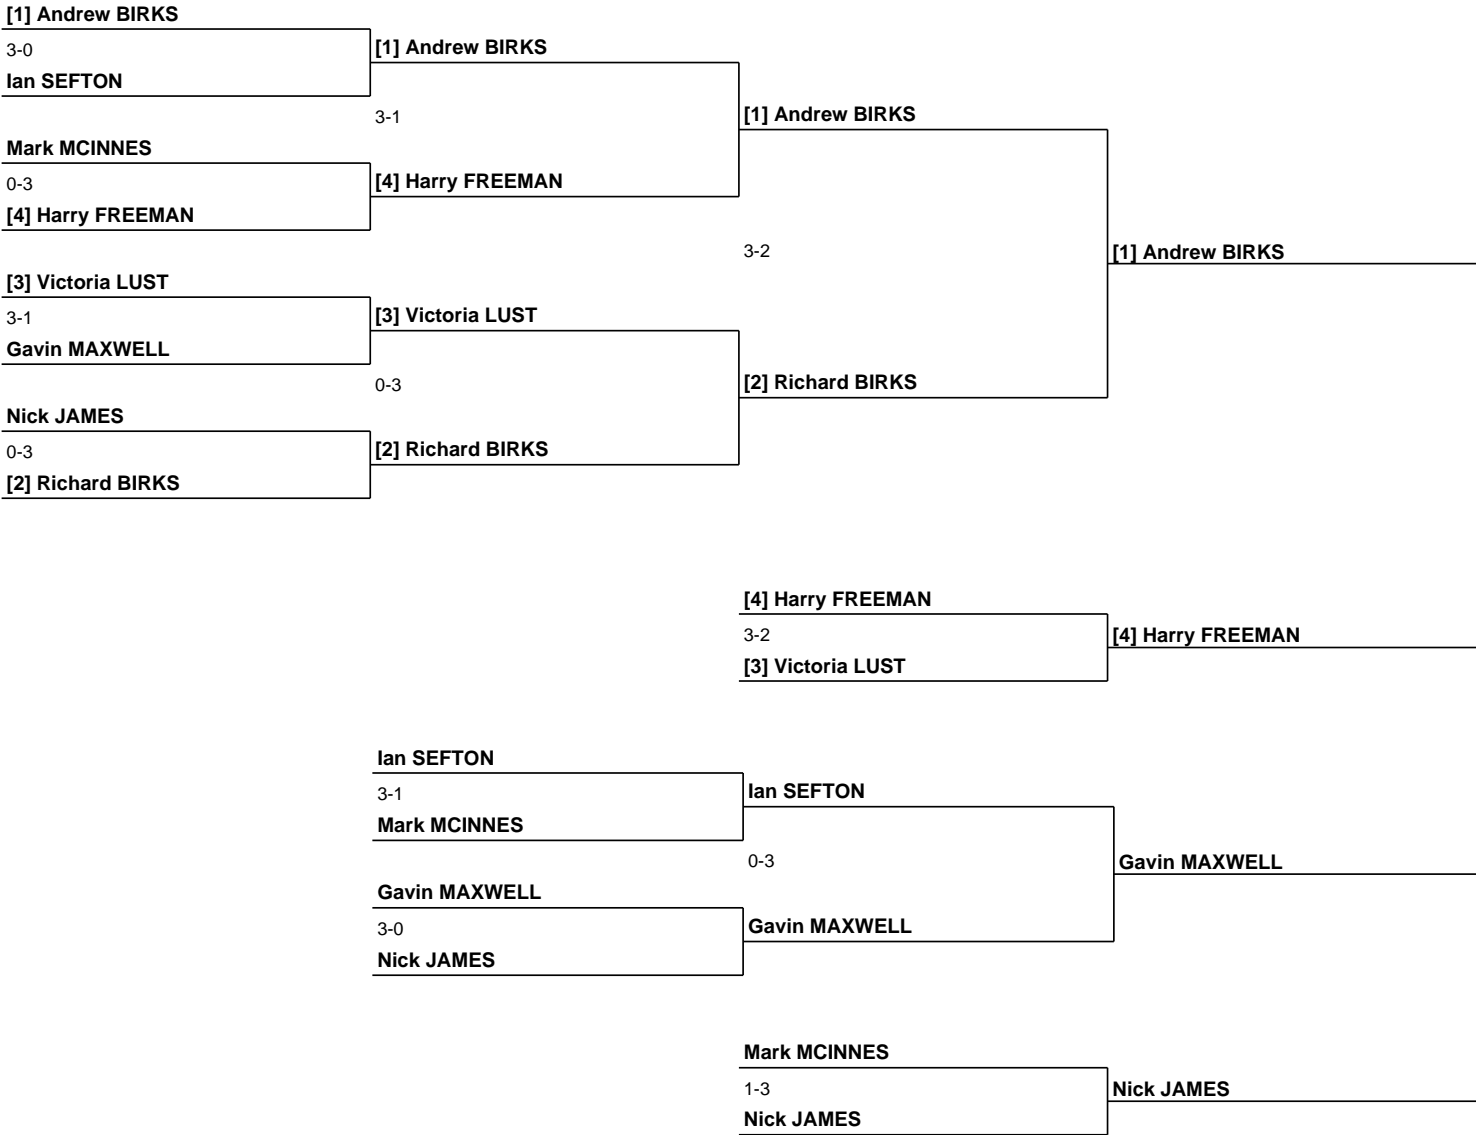 [1] Andrew BIRKS
3-0
Ian SEFTON
[1] Andrew BIRKS
3-1
Mark MCINNES
0-3
[4] Harry FREEMAN
[4] Harry FREEMAN
[1] Andrew BIRKS
3-2
[1] Andrew BIRKS
[3] Victoria LUST
3-1
Gavin MAXWELL
[3] Victoria LUST
0-3
[2] Richard BIRKS
Nick JAMES
0-3
[2] Richard BIRKS
[2] Richard BIRKS
[4] Harry FREEMAN
3-2
[3] Victoria LUST
[4] Harry FREEMAN
Ian SEFTON
3-1
Mark MCINNES
Ian SEFTON
0-3
Gavin MAXWELL
Gavin MAXWELL
3-0
Nick JAMES
Gavin MAXWELL
Mark MCINNES
1-3
Nick JAMES
Nick JAMES